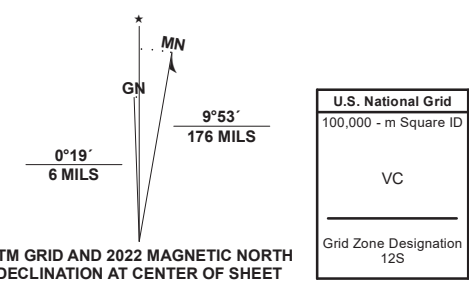 ★
MN
GN
0°19´
6 MILS
9°53´
176 MILS
TM GRID AND 2022 MAGNETIC NORTH
DECLINATION AT CENTER OF SHEET
U.S. National Grid
100,000 - m Square ID
VC
Grid Zone Designation
12S